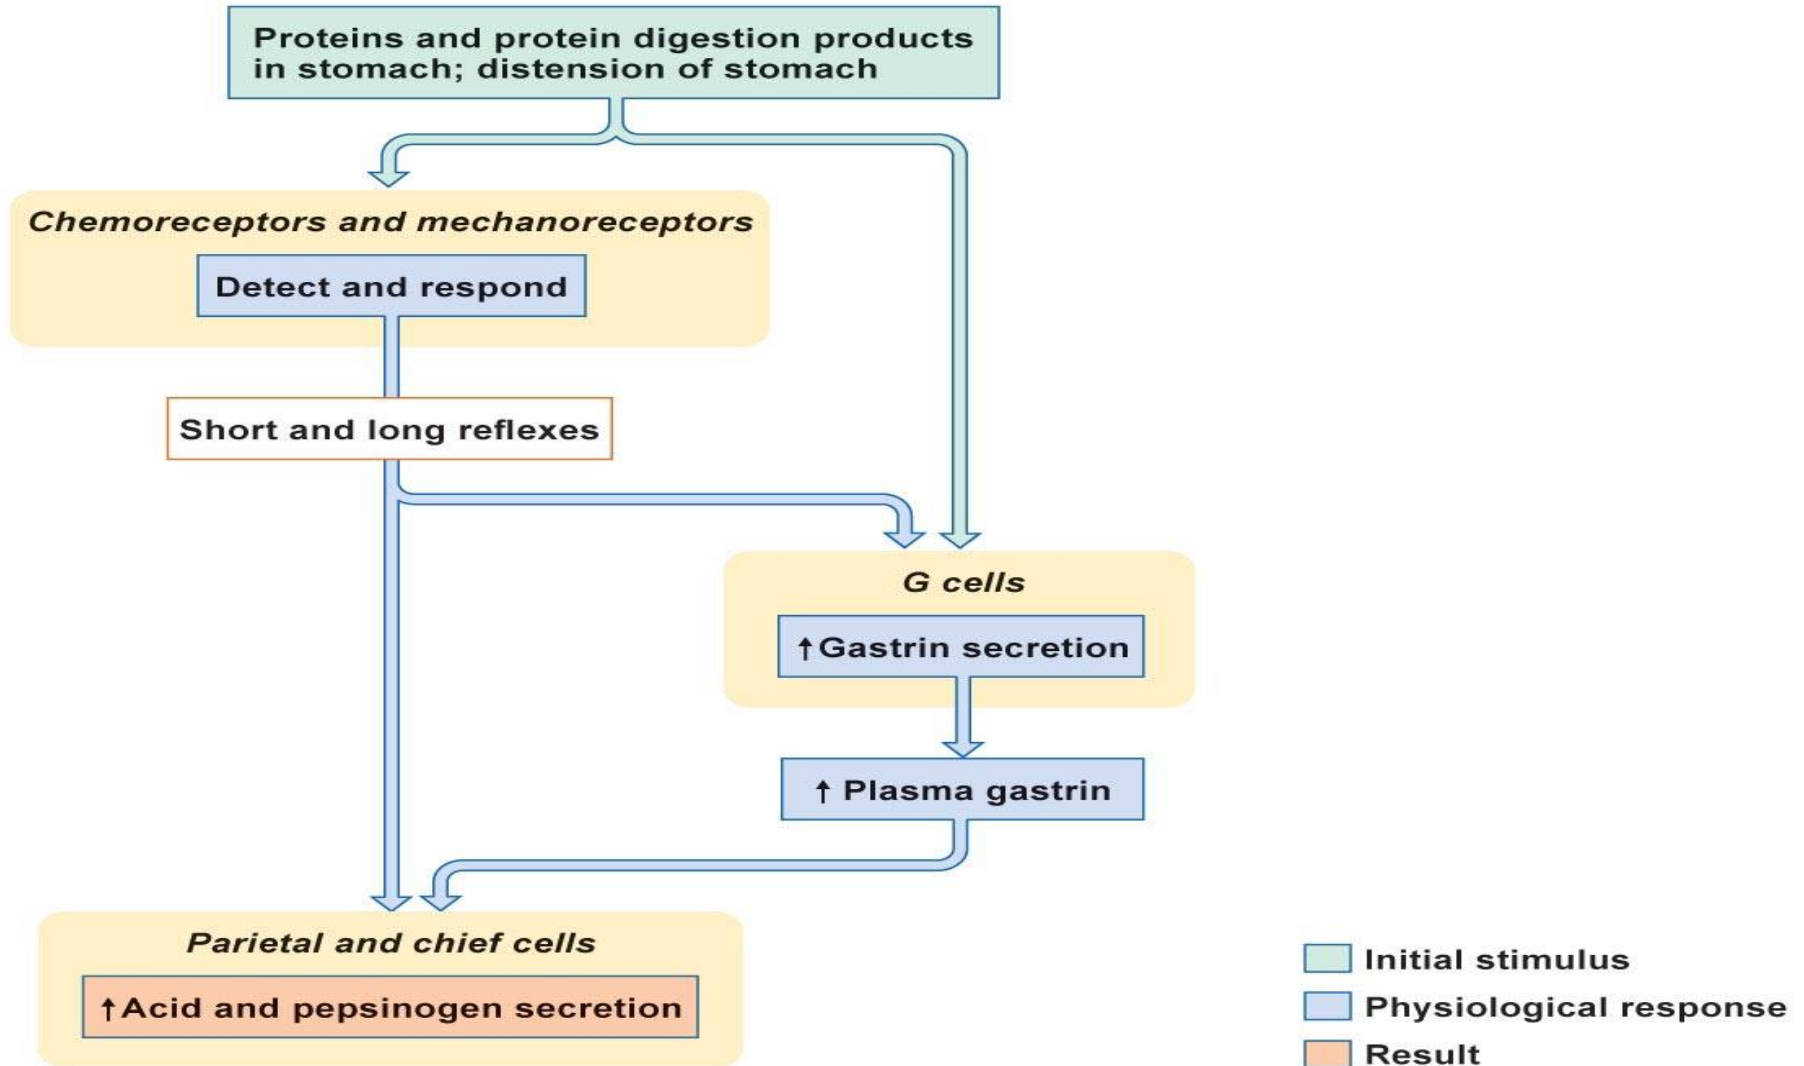 Proteins and protein digestion products
in stomach; distension of stomach
Chemoreceptors and mechanoreceptors
Detect and respond
Short and long reflexes
G cells
↑Gastrin secretion
↑ Plasma gastrin
Parietal and chief cells
↑Acid and pepsinogen secretion
Initial stimulus
Physiological response
Result